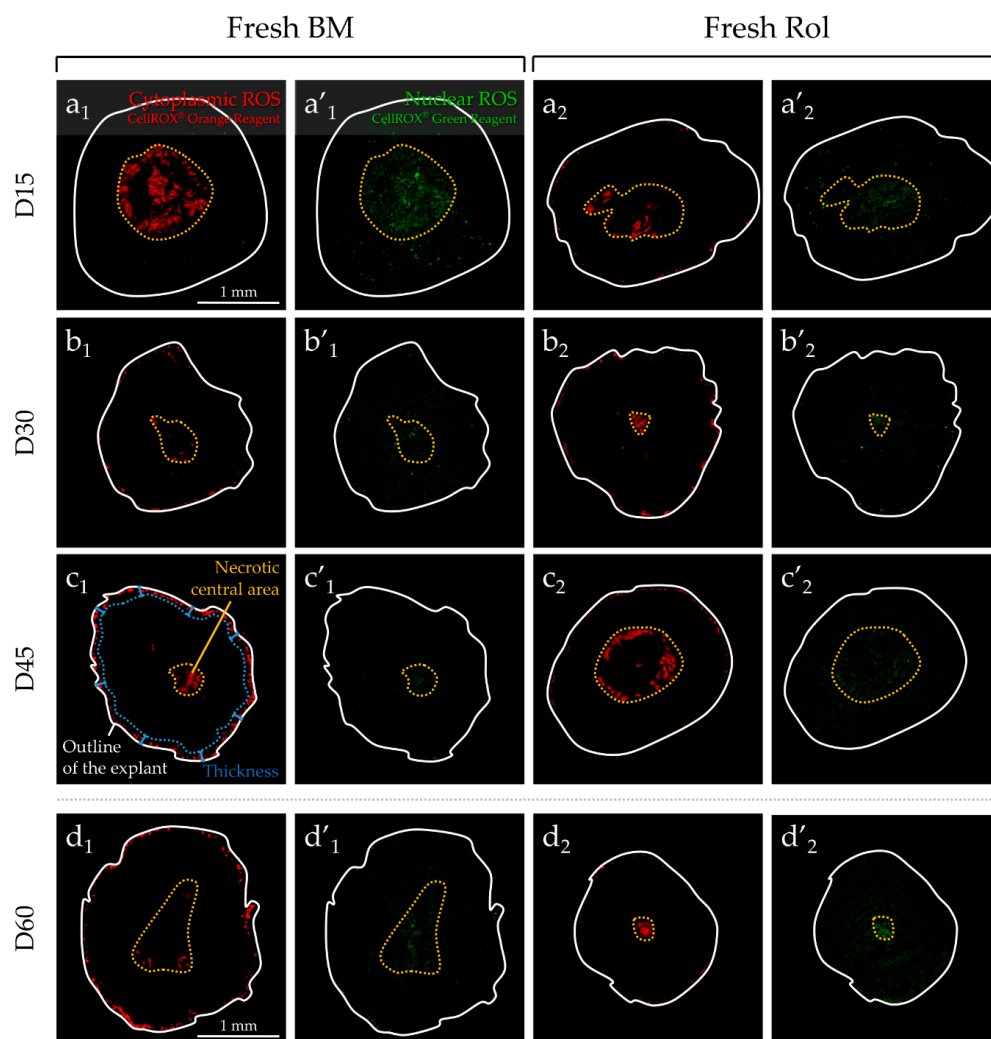 Fresh BM
Fresh RoI
D15
a₁
Cytoplasmic ROS
CellROX® Orange Reagent
1 mm
a'₁
Nuclear ROS
CellROX® Green Reagent
a₂
a'₂
D30
b₁
b'₁
b₂
b'₂
D45
c₁
Necrotic
central area
Outline
of the explant
Thickness
c'₁
c₂
c'₂
D60
d₁
1 mm
d'₁
d₂
d'₂